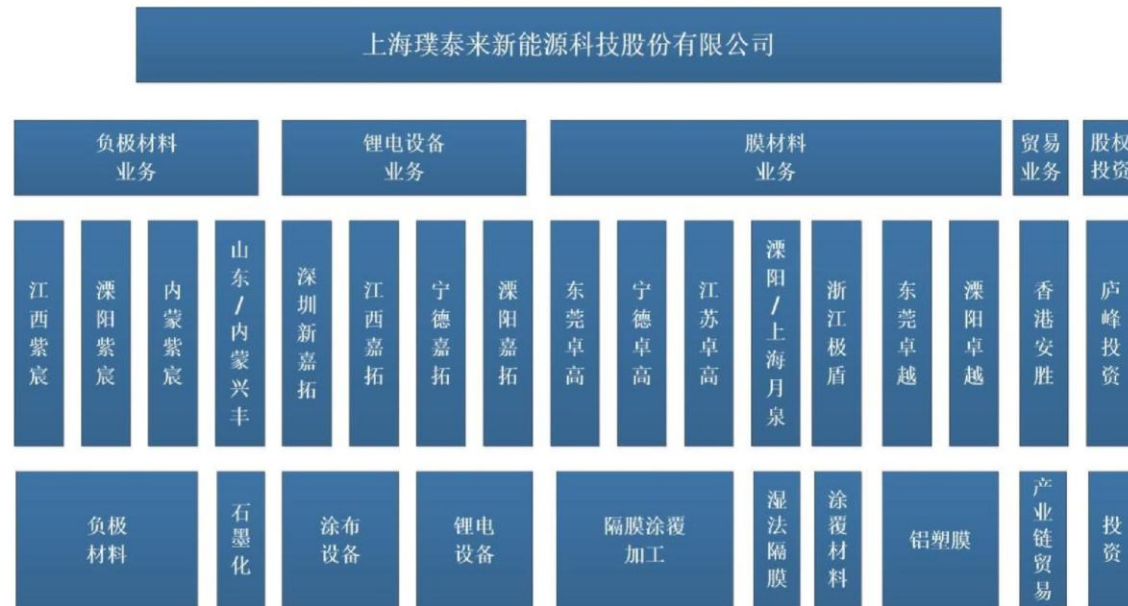 上海璞泰来新能源科技股份有限公司
负极材料
业务
锂电设备
业务
膜材料
业务
贸易
业务
股权
投资
江西紫宸
溧阳紫宸
内蒙紫宸
山东/内蒙兴丰
深圳新嘉拓
江西嘉拓
宁德嘉拓
溧阳嘉拓
东莞卓高
宁德卓高
江苏卓高
溧阳/上海月泉
浙江极盾
东莞卓越
溧阳卓越
香港安胜
庐峰投资
负极
材料
石墨化
涂布
设备
锂电
设备
隔膜涂覆
加工
湿法隔膜
涂覆材料
铝塑膜
产业链贸易
投资